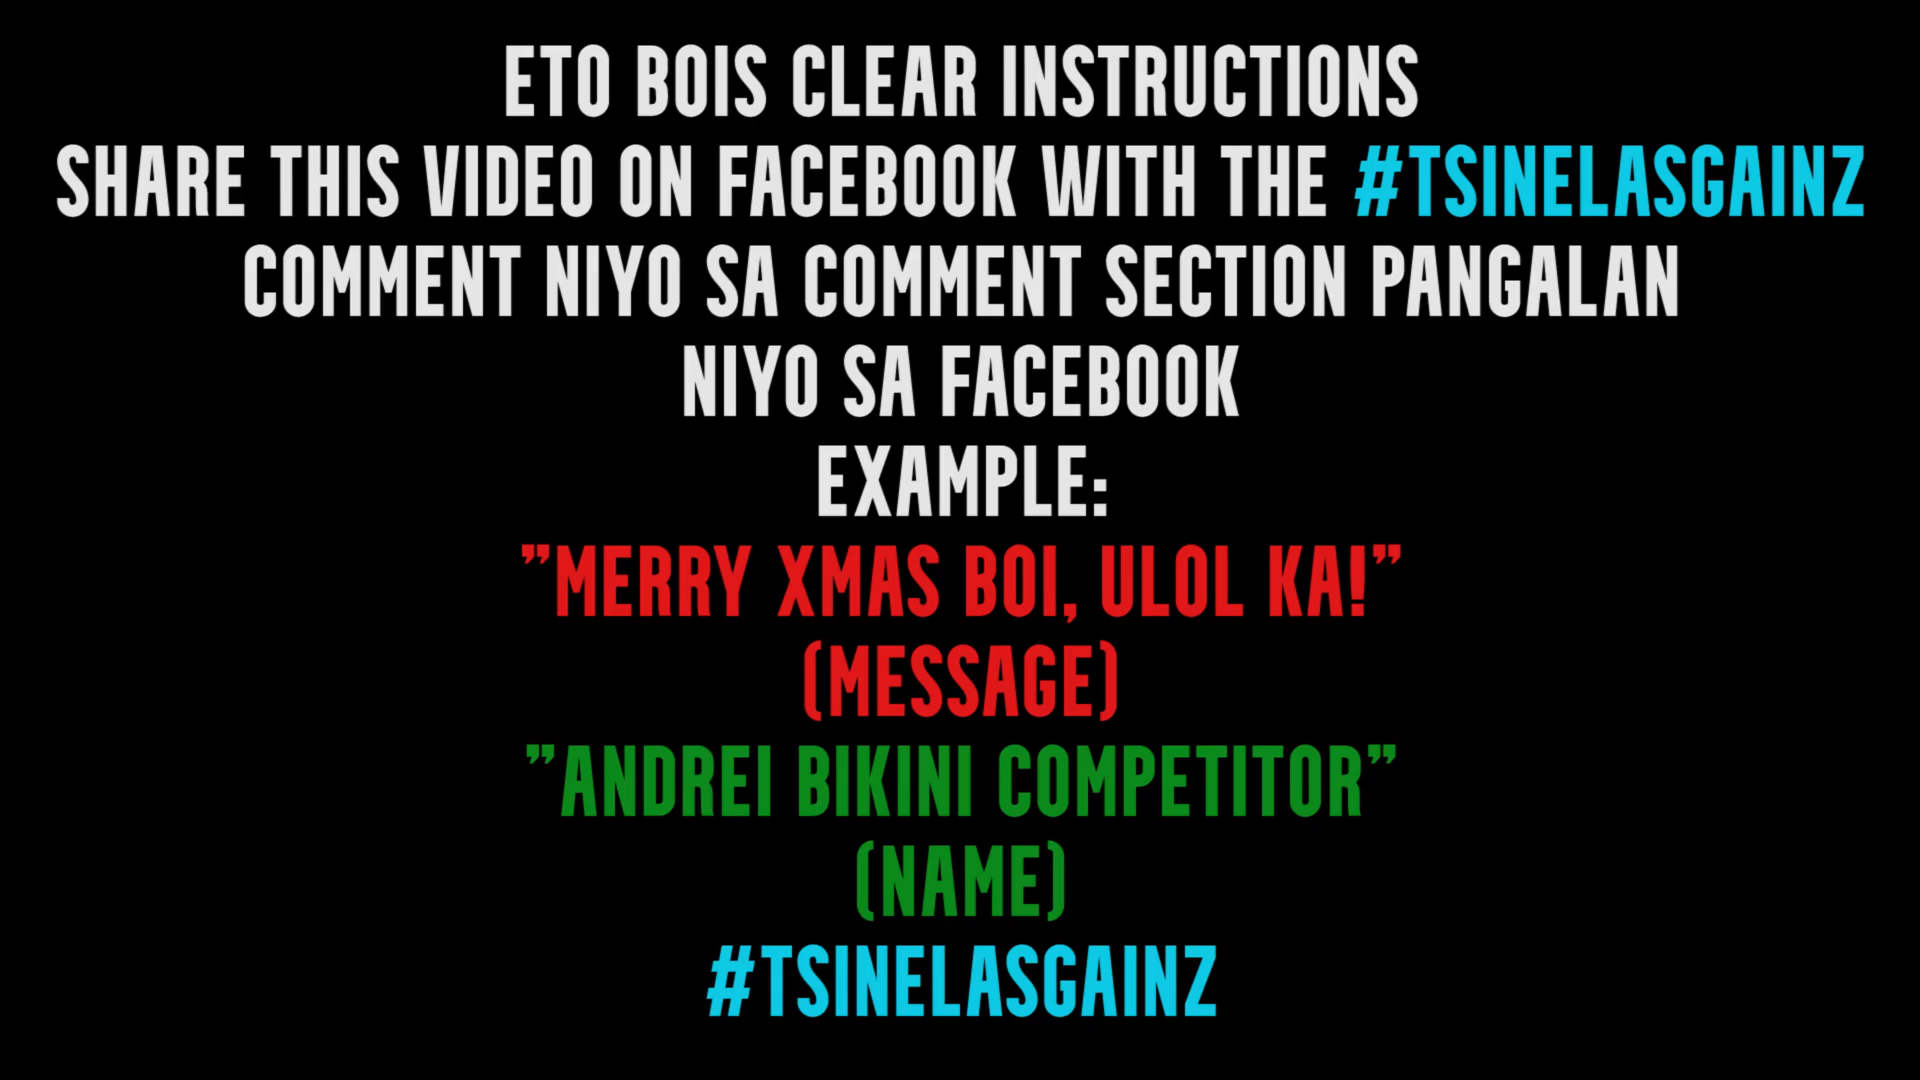 ETO BOIS CLEAR INSTRUCTIONS
SHARE THIS VIDEO ON FACEBOOK WITH THE #TSINELASGAINZ
COMMENT NIYO SA COMMENT SECTION PANGALAN
NIYO SA FACEBOOK
EXAMPLE:
"MERRY XMAS BOI, ULOL KA!"
(MESSAGE)
"ANDREI BIKINI COMPETITOR"
(NAME)
#TSINELASGAINZ